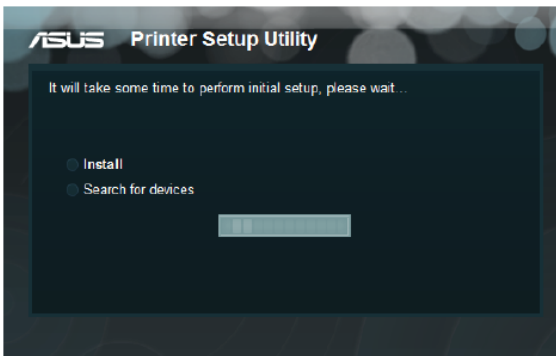 ASUS Printer Setup Utility
It will take some time to perform initial setup, please wait...
Install
Search for devices